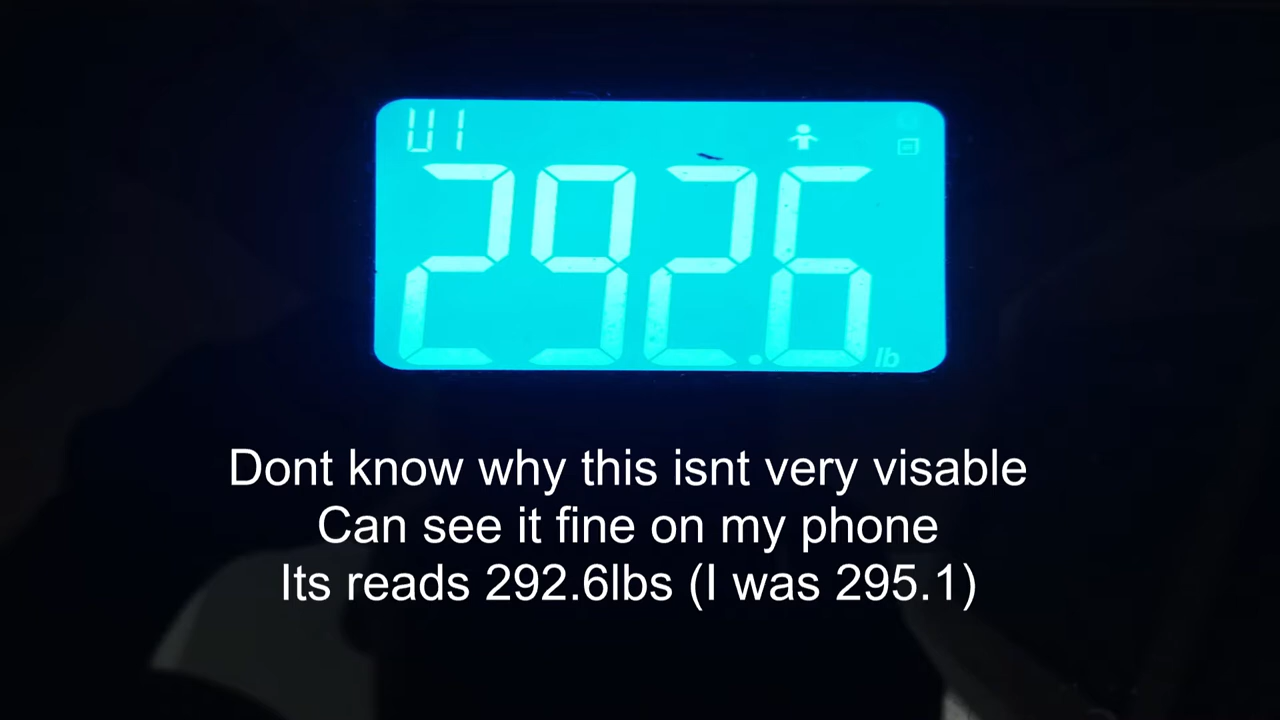 U1
292.6 lb
Dont know why this isnt very visable
Can see it fine on my phone
Its reads 292.6lbs (I was 295.1)